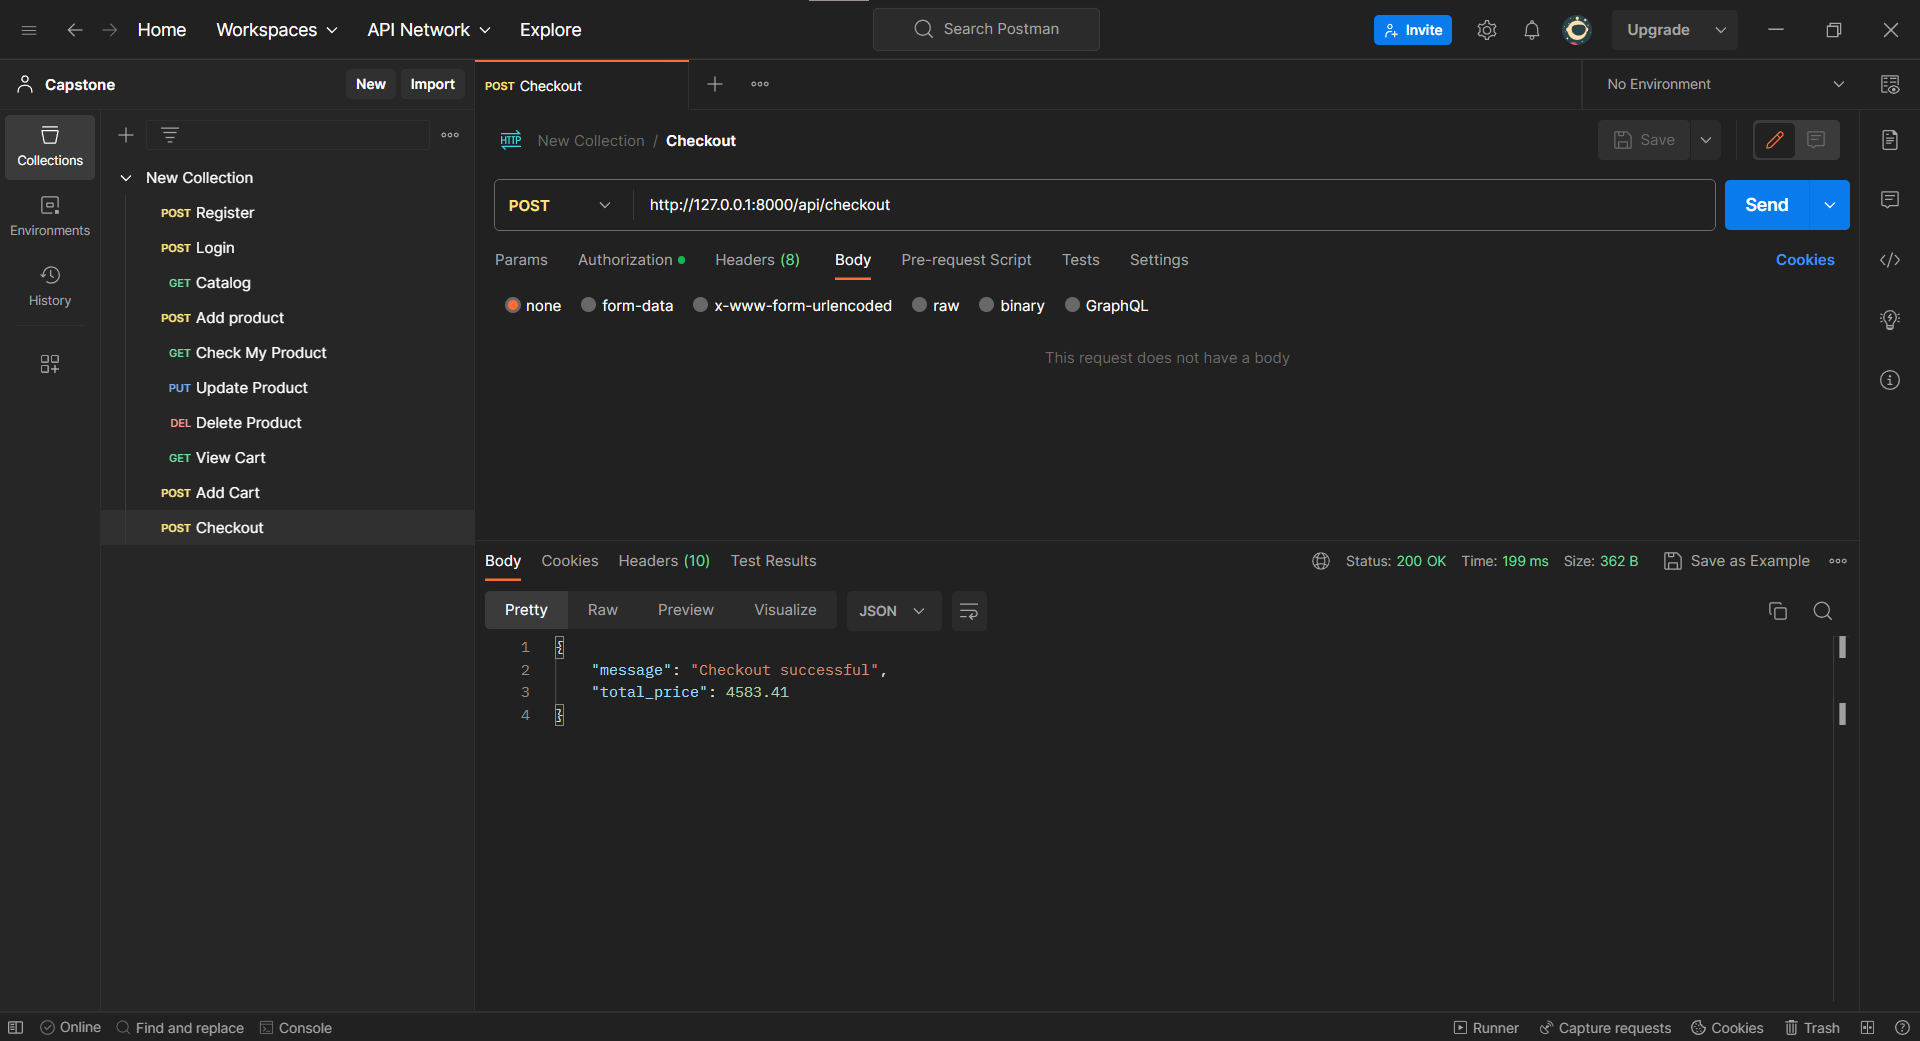 Home Workspaces API Network Explore Search Postman Invite Upgrade
Capstone New Import POST Checkout No Environment
New Collection / Checkout Save
Collections
Environments
History
New Collection
POST Register
POST Login
GET Catalog
POST Add product
GET Check My Product
PUT Update Product
DEL Delete Product
GET View Cart
POST Add Cart
POST Checkout
HTTP
POST http://127.0.0.1:8000/api/checkout Send
Params Authorization Headers (8) Body Pre-request Script Tests Settings Cookies
none form-data x-www-form-urlencoded raw binary GraphQL
This request does not have a body
Body Cookies Headers (10) Test Results Status: 200 OK Time: 199 ms Size: 362 B Save as Example
Pretty Raw Preview Visualize JSON
1 {
2 "message": "Checkout successful",
3 "total_price": 4583.41
4 }
Online Find and replace Console Runner Capture requests Cookies Trash